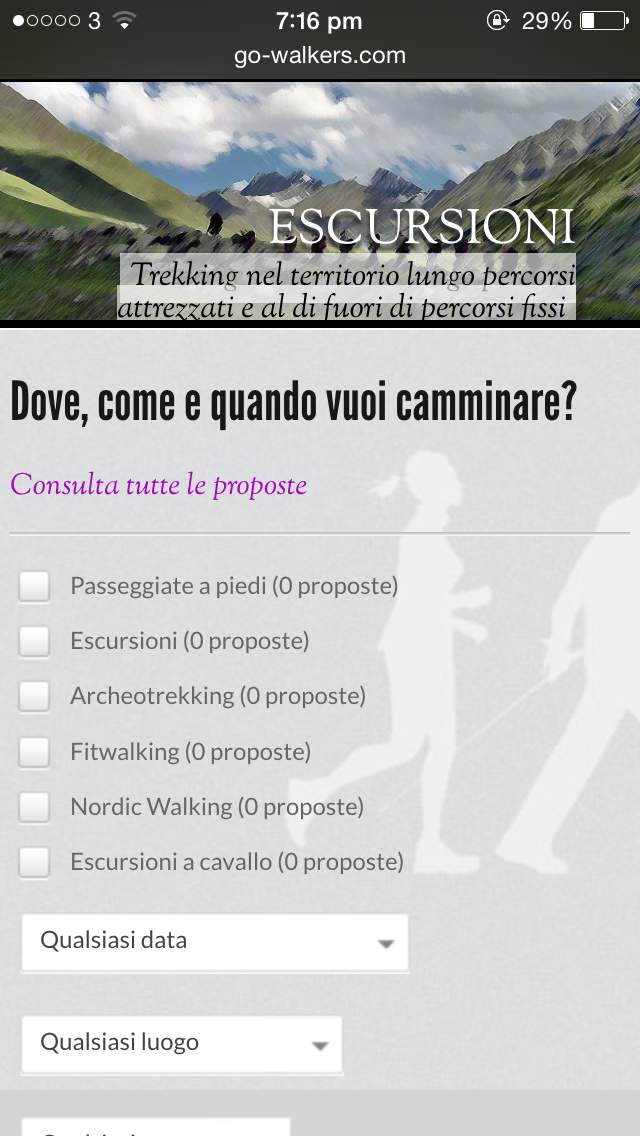 3 7:16 pm 29%
go-walkers.com
ESCURSIONI
Trekking nel territorio lungo percorsi
attrezzati e al di fuori di percorsi fissi
Dove, come e quando vuoi camminare?
Consulta tutte le proposte
Passeggiate a piedi (0 proposte)
Escursioni (0 proposte)
Archeotrekking (0 proposte)
Fitwalking (0 proposte)
Nordic Walking (0 proposte)
Escursioni a cavallo (0 proposte)
Qualsiasi data
Qualsiasi luogo